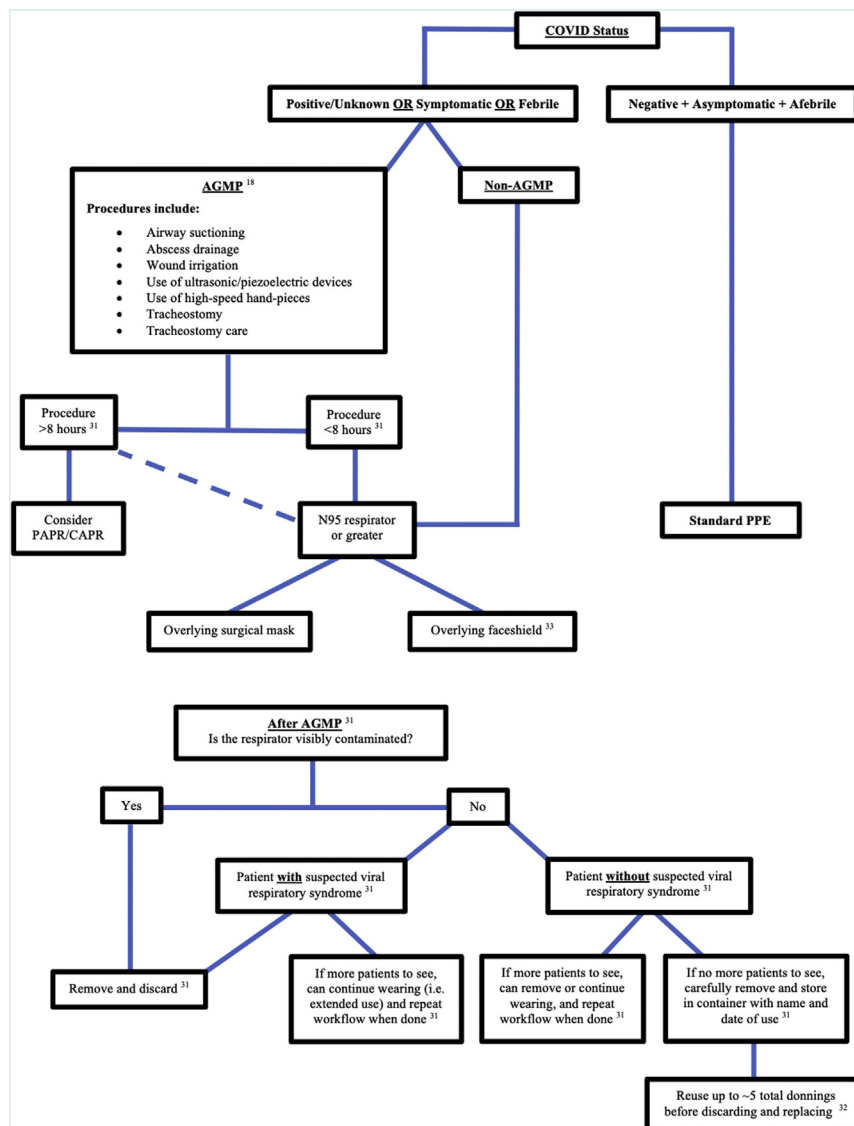 COVID Status
Positive/Unknown OR Symptomatic OR Febrile
Negative + Asymptomatic + Afebrile
AGMP 18
Procedures include:
• Airway suctioning
• Abscess drainage
• Wound irrigation
• Use of ultrasonic/piezoelectric devices
• Use of high-speed hand-pieces
• Tracheostomy
• Tracheostomy care
Non-AGMP
Procedure
>8 hours 31
Procedure
<8 hours 31
Consider
PAPR/CAPR
N95 respirator
or greater
Standard PPE
Overlying surgical mask
Overlying faceshield 33
After AGMP 31
Is the respirator visibly contaminated?
Yes
No
Patient with suspected viral
respiratory syndrome 31
Patient without suspected viral
respiratory syndrome 31
Remove and discard 31
If more patients to see,
can continue wearing (i.e.
extended use) and repeat
workflow when done 31
If more patients to see,
can remove or continue
wearing, and repeat
workflow when done 31
If no more patients to see,
carefully remove and store
in container with name and
date of use 31
Reuse up to ~5 total donnings
before discarding and replacing 32